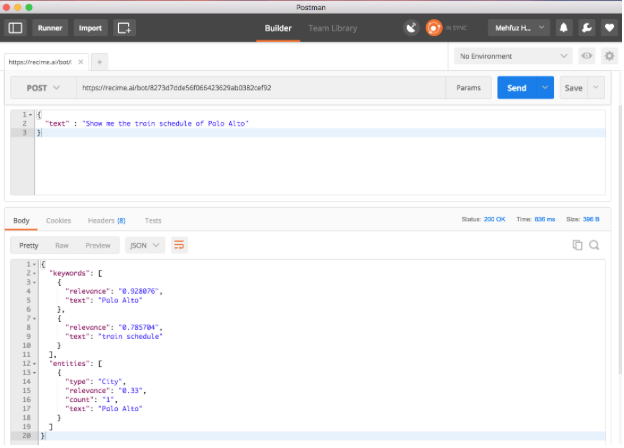 Postman
Runner Import Builder Team Library IN SYNC Mehfuz H...
https://recime.ai/bot/ No Environment
POST https://recime.ai/bot/8273d7dde56f066423629ab0382cef92 Params Send Save
1 {
2 "text" : "Show me the train schedule of Palo Alto"
3 }
Body Cookies Headers (8) Tests Status: 200 OK Time: 836 ms Size: 396 B
Pretty Raw Preview JSON
1 {
2 "keywords": [
3 {
4 "relevance": "0.928076",
5 "text": "Palo Alto"
6 },
7 {
8 "relevance": "0.785704",
9 "text": "train schedule"
10 }
11 ],
12 "entities": [
13 {
14 "type": "City",
15 "relevance": "0.33",
16 "count": "1",
17 "text": "Palo Alto"
18 }
19 ]
20 }